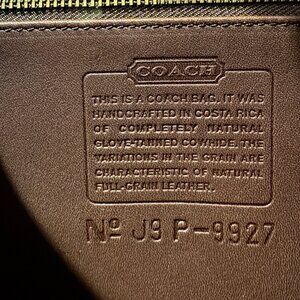 COACH
THIS IS A COACH BAG. IT WAS
HANDCRAFTED IN COSTA RICA
OF COMPLETELY NATURAL
GLOVE-TANNED COWHIDE. THE
VARIATIONS IN THE GRAIN ARE
CHARACTERISTIC OF NATURAL
FULL-GRAIN LEATHER.
Nº J9P-9927